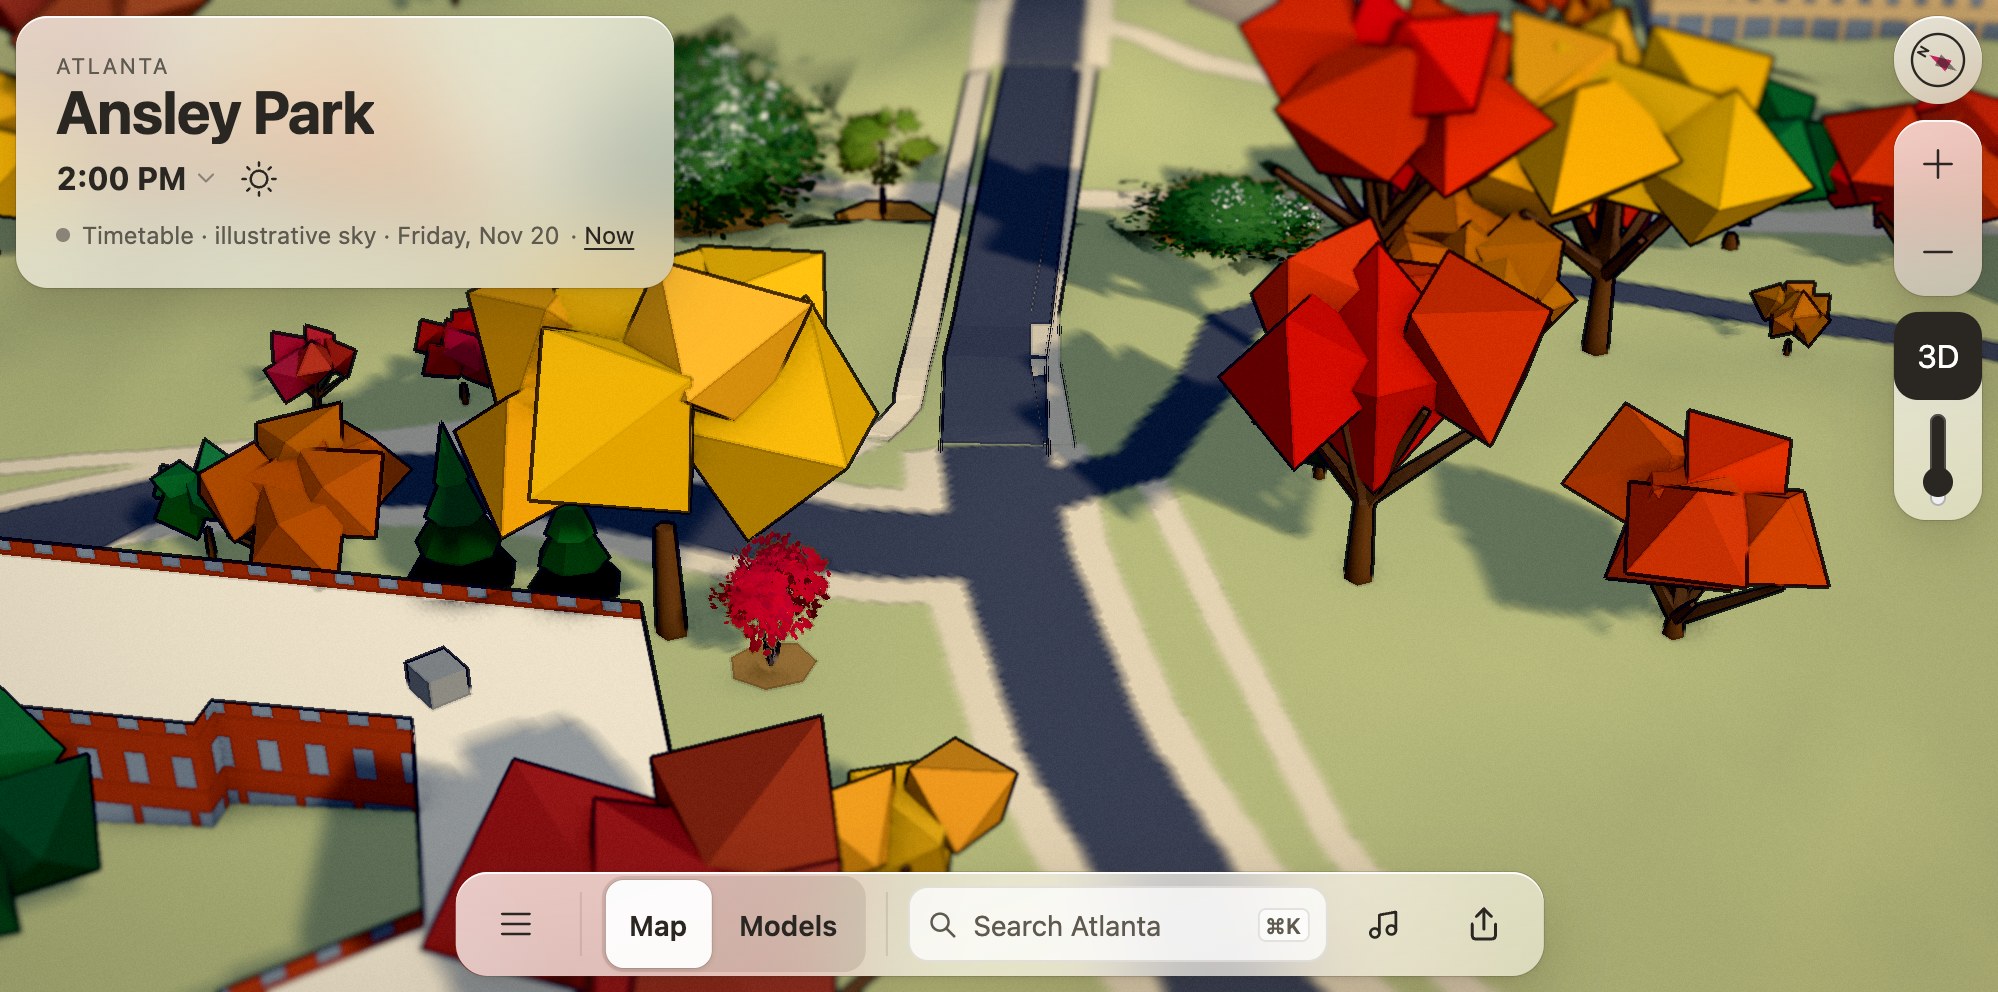 ATLANTA
Ansley Park
2:00 PM
Timetable · illustrative sky · Friday, Nov 20 · Now
N
3D
Map
Models
Search Atlanta
⌘K